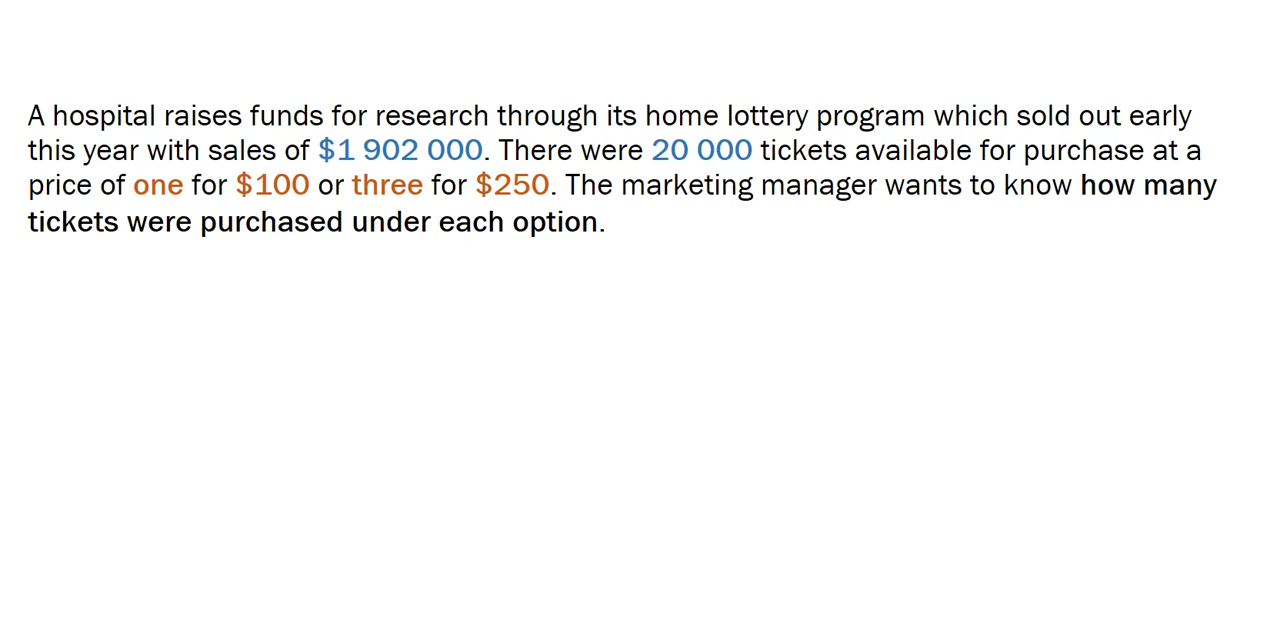 A hospital raises funds for research through its home lottery program which sold out early
this year with sales of $1 902 000. There were 20 000 tickets available for purchase at a
price of one for $100 or three for $250. The marketing manager wants to know how many
tickets were purchased under each option.